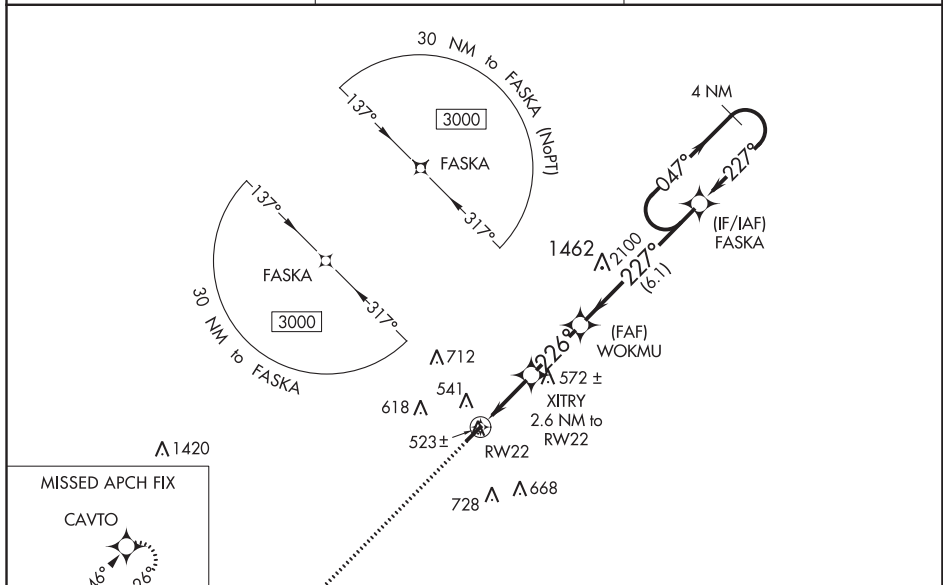 30 NM to FASKA (NoPT)
137°
3000
FASKA
317°
4 NM
047°
227°
(IF/IAF)
FASKA
137°
FASKA
317°
3000
30 NM to FASKA
1462
2100
227°
(6.1)
(FAF)
WOKMU
226°
712
572 ±
541
XITRY
2.6 NM to
RW22
618
523 ±
RW22
1420
728
668
MISSED APCH FIX
CAVTO
46°
26°